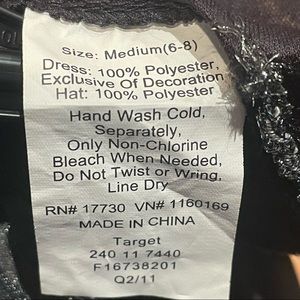 Size: Medium(6-8)
Dress: 100% Polyester,
Exclusive Of Decoration
Hat: 100% Polyester
Hand Wash Cold,
Separately,
Only Non-Chlorine
Bleach When Needed,
Do Not Twist or Wring,
Line Dry
RN# 17730 VN# 1160169
MADE IN CHINA
Target
240 11 7440
F16738201
Q2/11